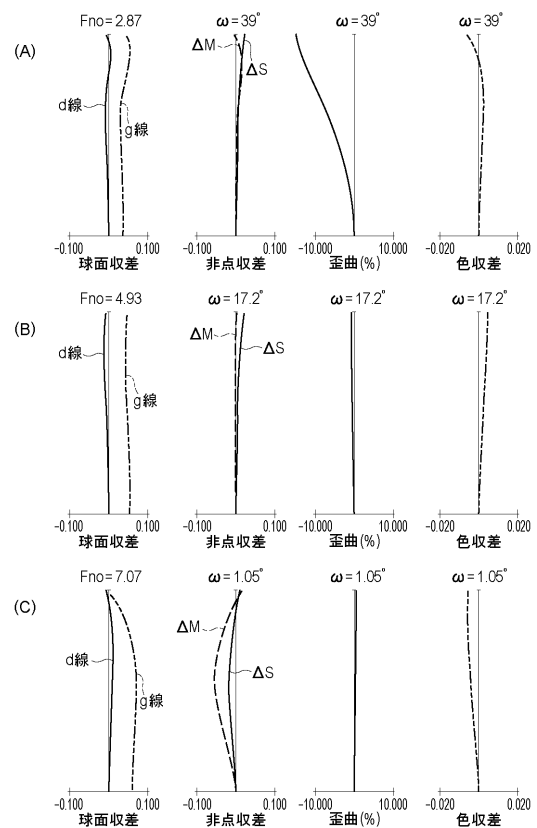 (A)
Fno=2.87
ω=39°
ω=39°
ω=39°
ΔM
ΔS
d線
g線
-0.100 0.100
-0.100 0.100
-10.000 10.000
-0.020 0.020
球面収差
非点収差
歪曲(%)
色収差
(B)
Fno=4.93
ω=17.2°
ω=17.2°
ω=17.2°
ΔM
ΔS
d線
g線
-0.100 0.100
-0.100 0.100
-10.000 10.000
-0.020 0.020
球面収差
非点収差
歪曲(%)
色収差
(C)
Fno=7.07
ω=1.05°
ω=1.05°
ω=1.05°
ΔM
d線
ΔS
g線
-0.100 0.100
-0.100 0.100
-10.000 10.000
-0.020 0.020
球面収差
非点収差
歪曲(%)
色収差